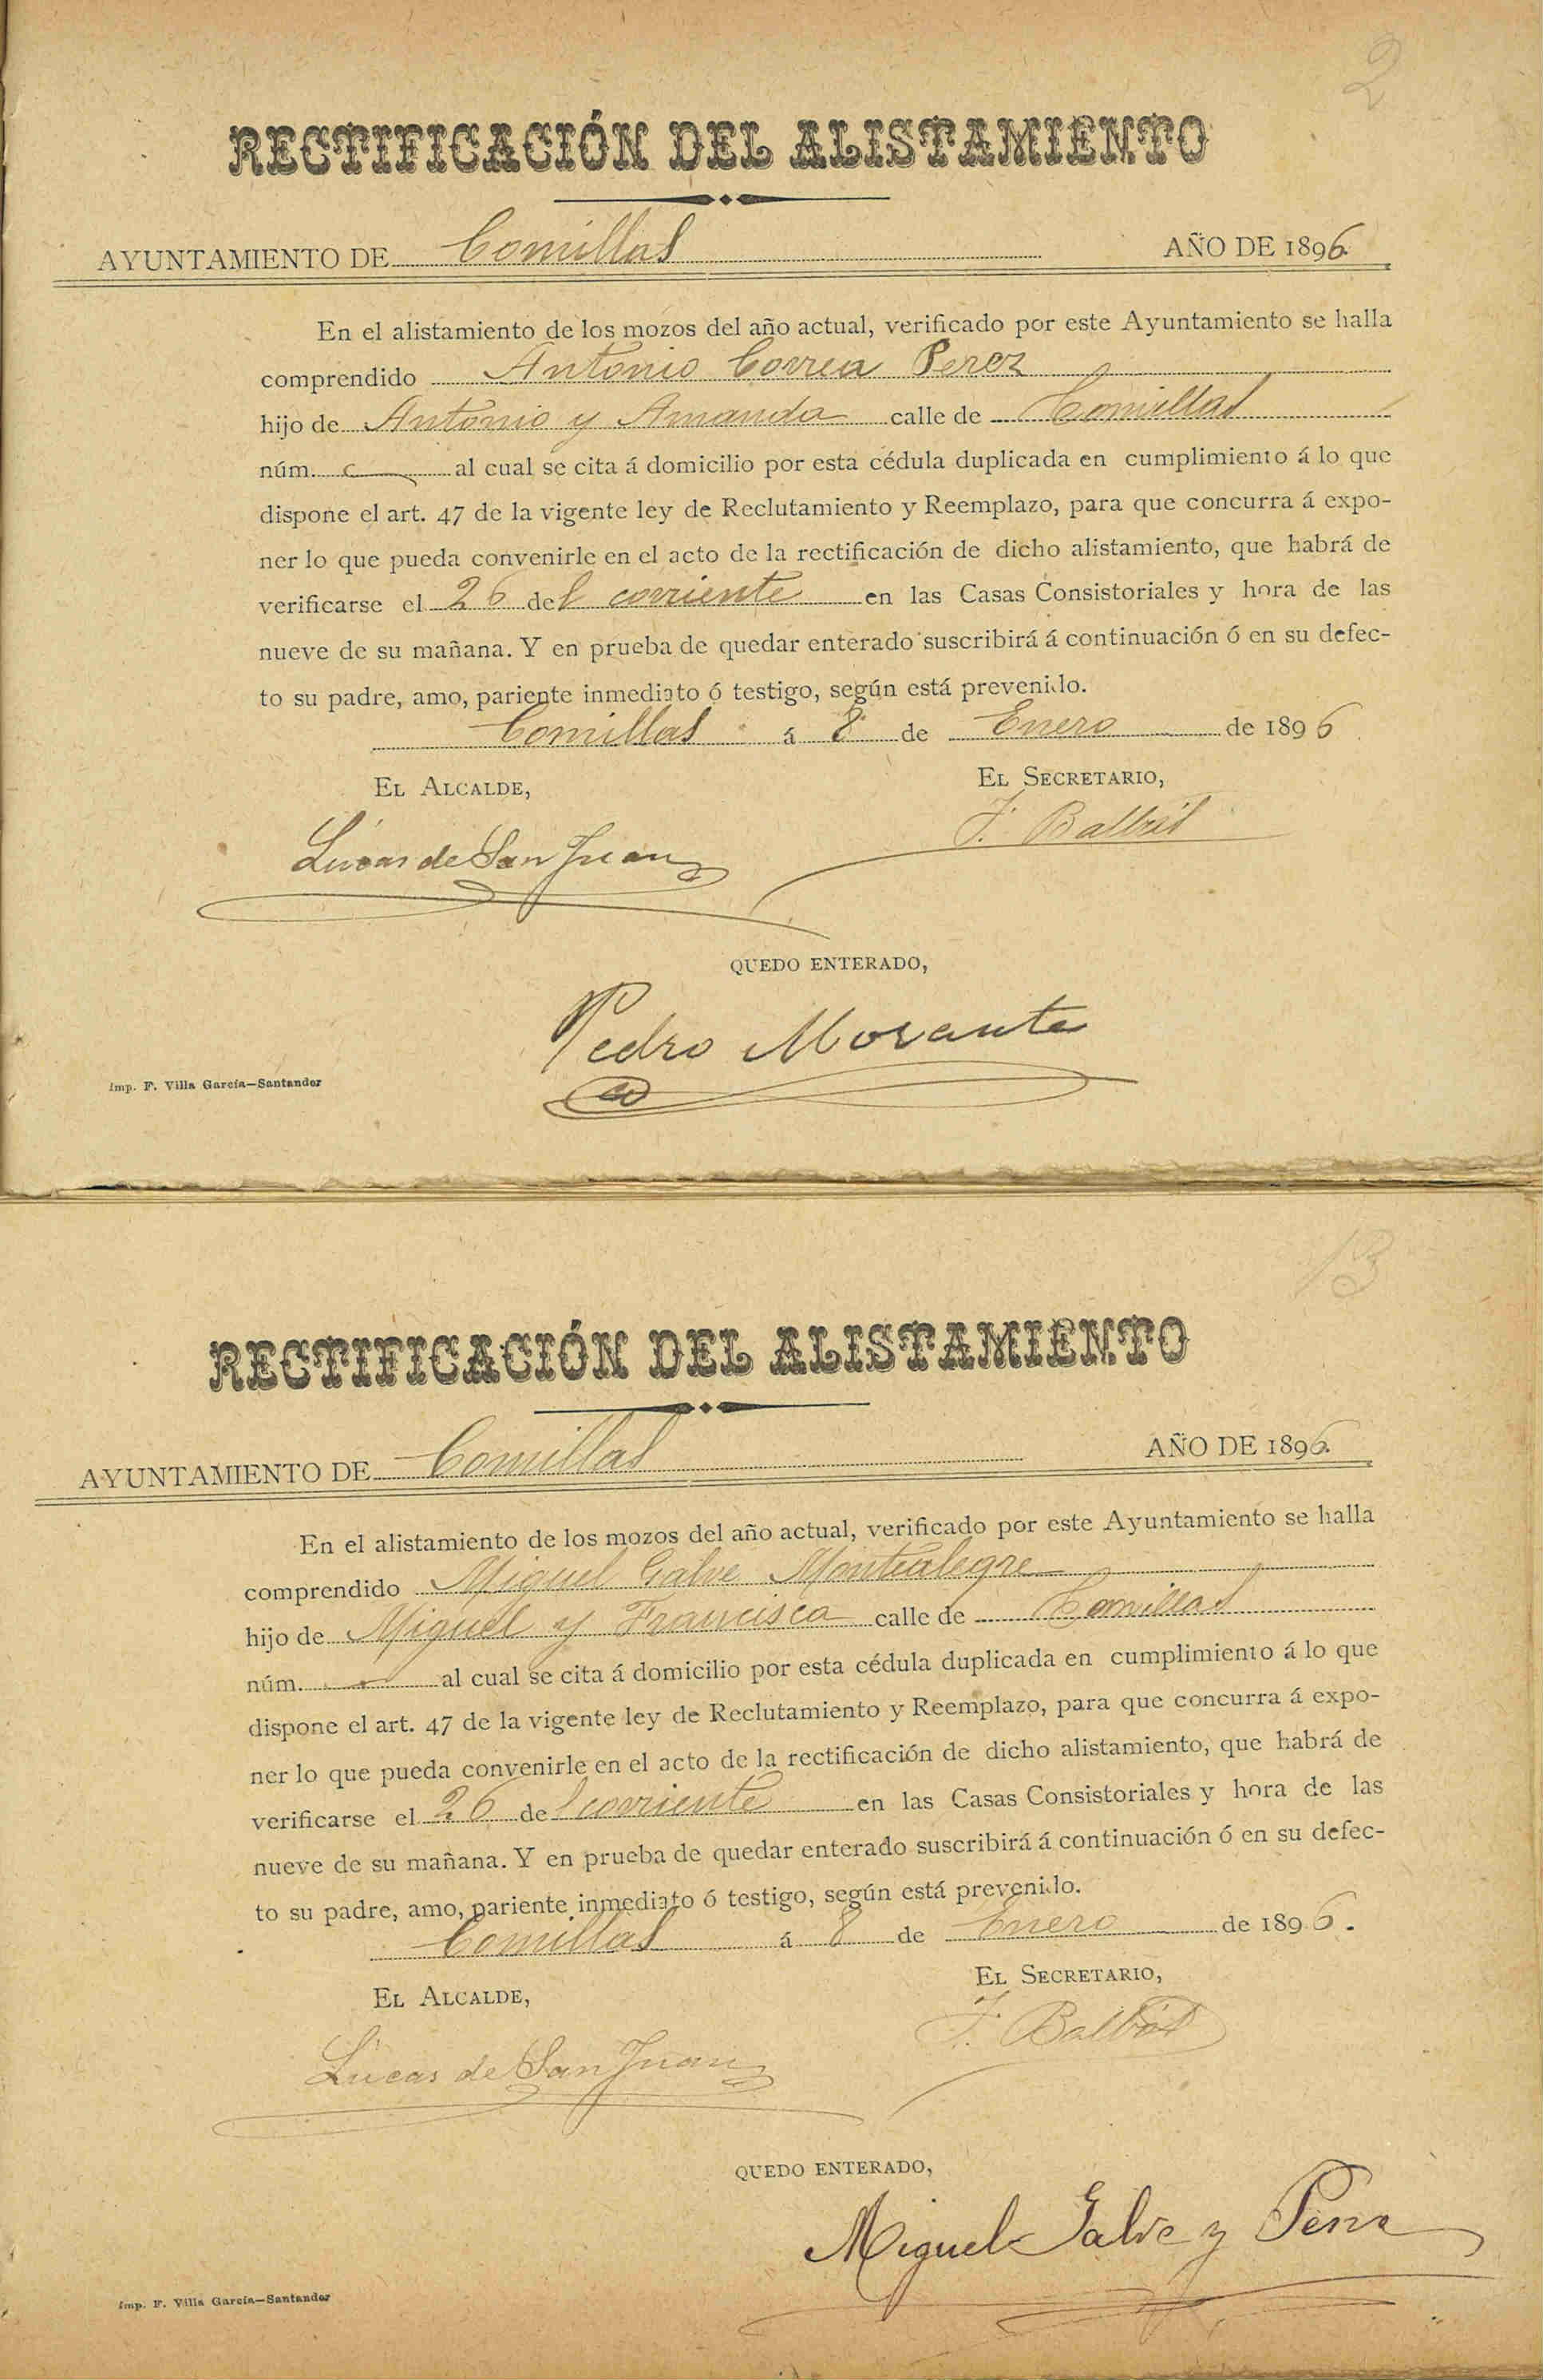 2
RECTIFICACIÓN DEL ALISTAMIENTO
AYUNTAMIENTO DE Comillas AÑO DE 1896
En el alistamiento de los mozos del año actual, verificado por este Ayuntamiento se halla
comprendido Antonio Correa Perez
hijo de Antonio y Amanda calle de Comillas
núm. al cual se cita á domicilio por esta cédula duplicada en cumplimiento á lo que
dispone el art. 47 de la vigente ley de Reclutamiento y Reemplazo, para que concurra á expo-
ner lo que pueda convenirle en el acto de la rectificación de dicho alistamiento, que habrá de
verificarse el 26 del corriente en las Casas Consistoriales y hora de las
nueve de su mañana. Y en prueba de quedar enterado suscribirá á continuación ó en su defec-
to su padre, amo, pariente inmediato ó testigo, según está prevenido.
Comillas á 8 de Enero de 1896
EL ALCALDE, EL SECRETARIO,
Lucas de San Juan F. Balbás
QUEDO ENTERADO,
Pedro Morante
Imp. F. Villa García—Santander
13
RECTIFICACIÓN DEL ALISTAMIENTO
AYUNTAMIENTO DE Comillas AÑO DE 1896
En el alistamiento de los mozos del año actual, verificado por este Ayuntamiento se halla
comprendido Miguel Galve Montealegre
hijo de Miguel y Francisca calle de Comillas
núm. al cual se cita á domicilio por esta cédula duplicada en cumplimiento á lo que
dispone el art. 47 de la vigente ley de Reclutamiento y Reemplazo, para que concurra á expo-
ner lo que pueda convenirle en el acto de la rectificación de dicho alistamiento, que habrá de
verificarse el 26 del corriente en las Casas Consistoriales y hora de las
nueve de su mañana. Y en prueba de quedar enterado suscribirá á continuación ó en su defec-
to su padre, amo, pariente inmediato ó testigo, según está prevenido.
Comillas á 8 de Enero de 1896.
EL ALCALDE, EL SECRETARIO,
Lucas de San Juan F. Balbás
QUEDO ENTERADO,
Miguel Galve y Pena
Imp. F. Villa García—Santander